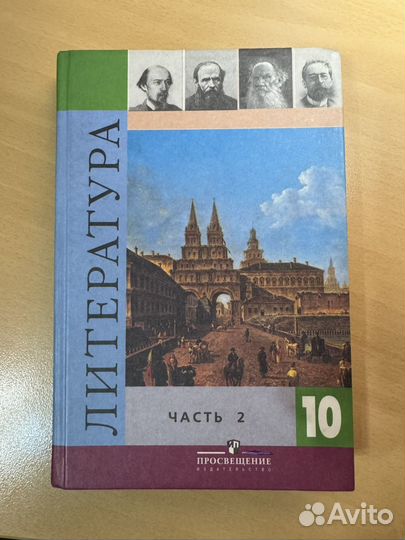 ЛИТЕРАТУРА
ЧАСТЬ 2
10
ПРОСВЕЩЕНИЕ
ИЗДАТЕЛЬСТВО
Avito